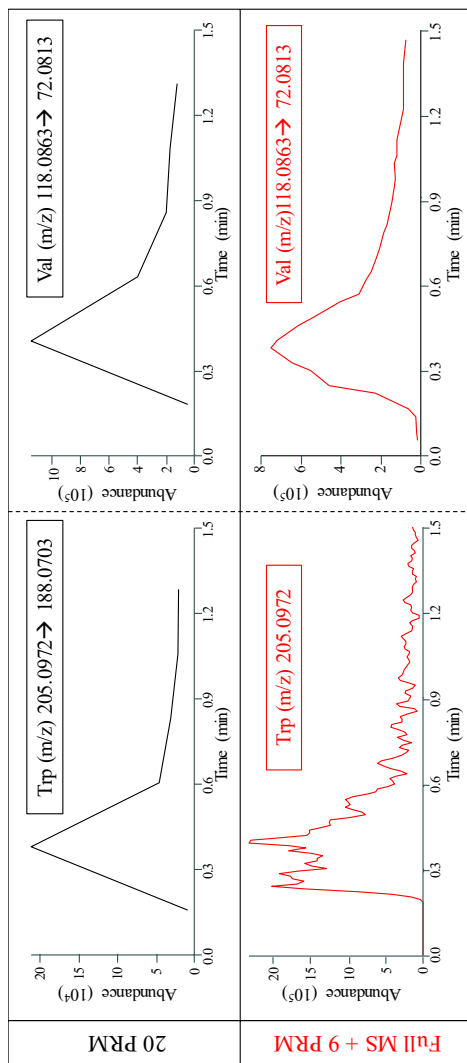 20 PRM
Trp (m/z) 205.0972→ 188.0703
Abundance (10⁴)
20
15
10
5
0
0.0 0.3 0.6 0.9 1.2 1.5
Time (min)
Val (m/z) 118.0863→ 72.0813
Abundance (10⁵)
10
8
6
4
2
0
0.0 0.3 0.6 0.9 1.2 1.5
Time (min)
Full MS + 9 PRM
Trp (m/z) 205.0972
Abundance (10⁵)
20
15
10
5
0
0.0 0.3 0.6 0.9 1.2 1.5
Time (min)
Val (m/z)118.0863→ 72.0813
Abundance (10⁵)
8
6
4
2
0
0.0 0.3 0.6 0.9 1.2 1.5
Time (min)